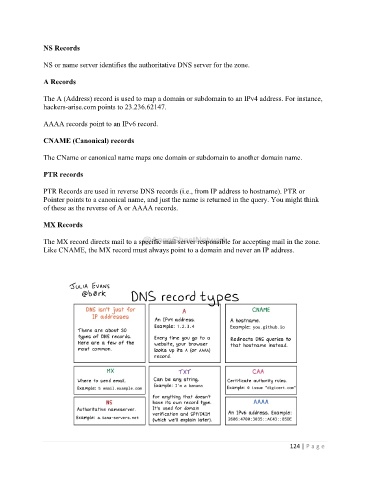 NS Records
NS or name server identifies the authoritative DNS server for the zone.
A Records
The A (Address) record is used to map a domain or subdomain to an IPv4 address. For instance,
hackers-arise.com points to 23.236.62147.
AAAA records point to an IPv6 record.
CNAME (Canonical) records
The CName or canonical name maps one domain or subdomain to another domain name.
PTR records
PTR Records are used in reverse DNS records (i.e., from IP address to hostname). PTR or
Pointer points to a canonical name, and just the name is returned in the query. You might think
of these as the reverse of A or AAAA records.
MX Records
The MX record directs mail to a specific mail server responsible for accepting mail in the zone.
Like CNAME, the MX record must always point to a domain and never an IP address.
JULIA EVANS
@b0rk
DNS record types
DNS isn't just for
IP addresses
There are about 50
types of DNS records.
Here are a few of the
most common.
A
An IPv4 address.
Example: 1.2.3.4
Every time you go to a
website, your browser
looks up its A (or AAAA)
record.
CNAME
A hostname.
Example: you.github.io
Redirects DNS queries to
that hostname instead.
MX
Where to send email.
Example: 5 email.example.com
NS
Authoritative nameserver.
Example: a.iana-servers.net
TXT
Can be any string.
Example: I'm a banana
For anything that doesn't
have its own record type.
It's used for domain
verification and SPF/DKIM
(which we'll explain later).
CAA
Certificate authority rules.
Example: 0 issue "digicert.com"
AAAA
An IPv6 address. Example:
2606:4700:3035::AC43:85DE
124 | Page